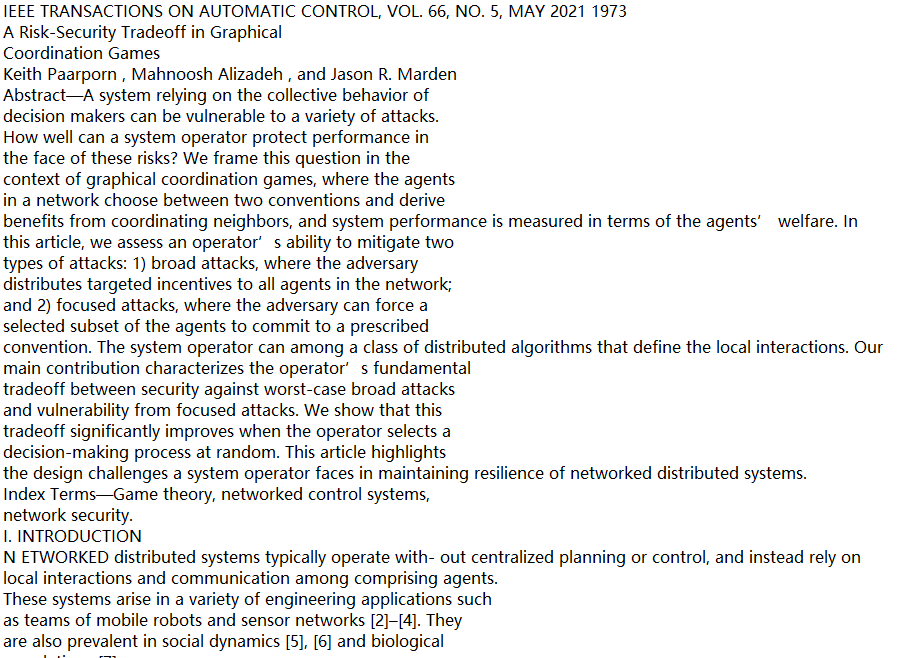 IEEE TRANSACTIONS ON AUTOMATIC CONTROL, VOL. 66, NO. 5, MAY 2021 1973
A Risk-Security Tradeoff in Graphical
Coordination Games
Keith Paarporn , Mahnoosh Alizadeh , and Jason R. Marden
Abstract—A system relying on the collective behavior of
decision makers can be vulnerable to a variety of attacks.
How well can a system operator protect performance in
the face of these risks? We frame this question in the
context of graphical coordination games, where the agents
in a network choose between two conventions and derive
benefits from coordinating neighbors, and system performance is measured in terms of the agents’ welfare. In
this article, we assess an operator’ s ability to mitigate two
types of attacks: 1) broad attacks, where the adversary
distributes targeted incentives to all agents in the network;
and 2) focused attacks, where the adversary can force a
selected subset of the agents to commit to a prescribed
convention. The system operator can among a class of distributed algorithms that define the local interactions. Our
main contribution characterizes the operator’ s fundamental
tradeoff between security against worst-case broad attacks
and vulnerability from focused attacks. We show that this
tradeoff significantly improves when the operator selects a
decision-making process at random. This article highlights
the design challenges a system operator faces in maintaining resilience of networked distributed systems.
Index Terms—Game theory, networked control systems,
network security.
I. INTRODUCTION
N ETWORKED distributed systems typically operate with- out centralized planning or control, and instead rely on
local interactions and communication among comprising agents.
These systems arise in a variety of engineering applications such
as teams of mobile robots and sensor networks [2]–[4]. They
are also prevalent in social dynamics [5], [6] and biological